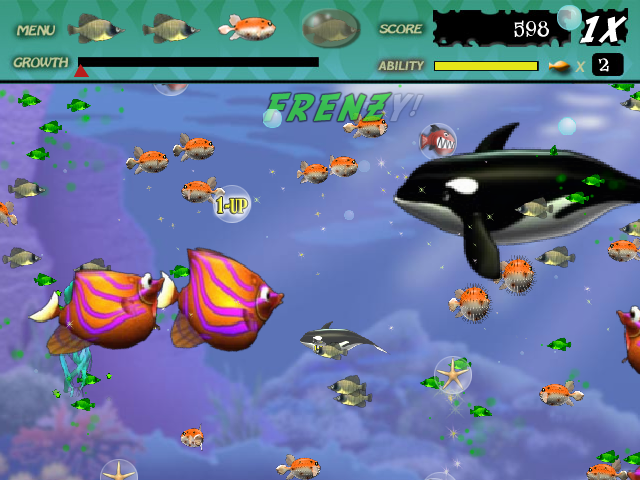 MENU
SCORE 598 1X
GROWTH
ABILITY x 2
FRENZY!
1-UP